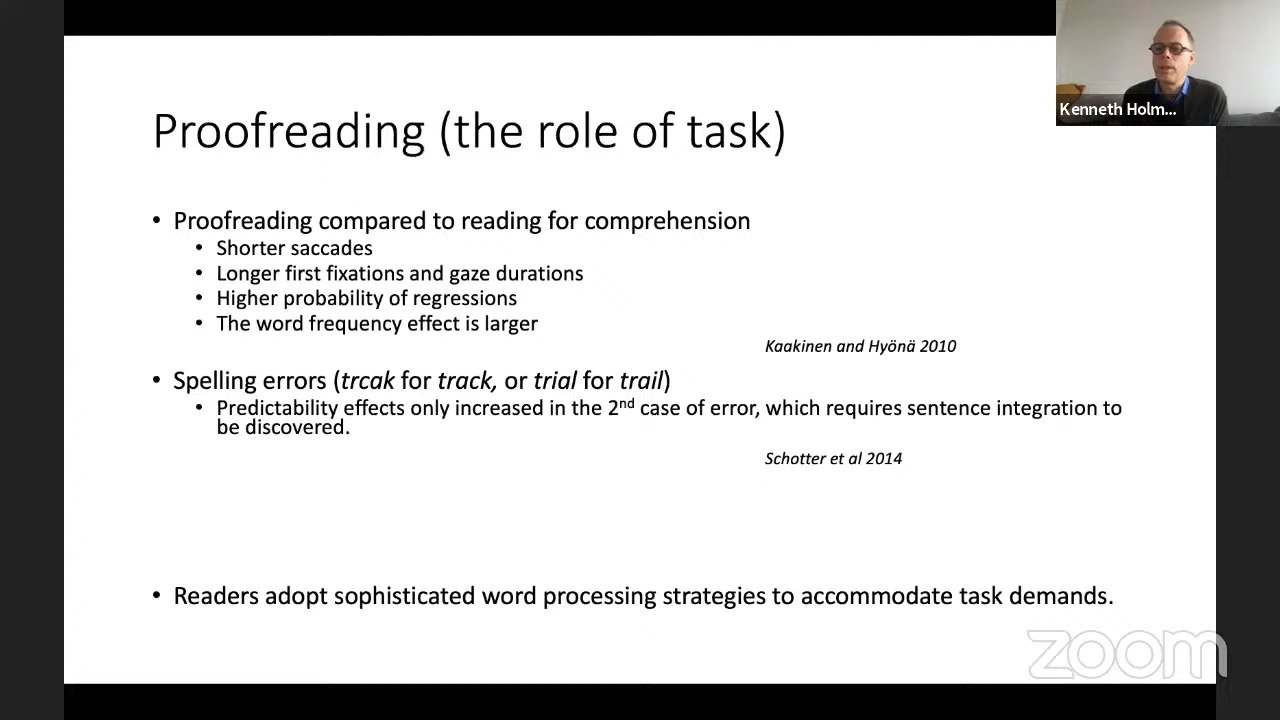 Kenneth Holm...
Proofreading (the role of task)
• Proofreading compared to reading for comprehension
• Shorter saccades
• Longer first fixations and gaze durations
• Higher probability of regressions
• The word frequency effect is larger
Kaakinen and Hyönä 2010
• Spelling errors (trcak for track, or trial for trail)
• Predictability effects only increased in the 2nd case of error, which requires sentence integration to
be discovered.
Schotter et al 2014
• Readers adopt sophisticated word processing strategies to accommodate task demands.
zoom